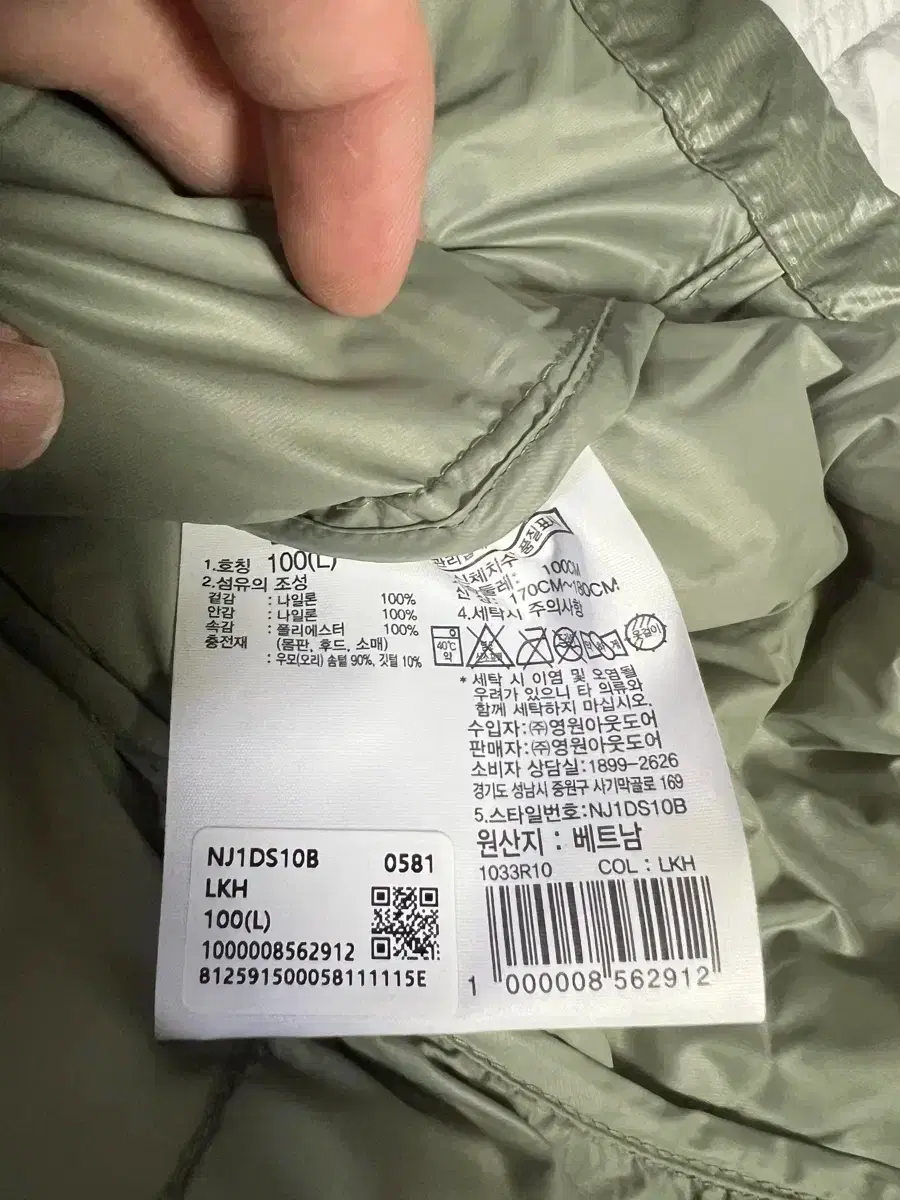 1.호칭 100(L)
2.섬유의 조성
겉감 : 나일론 100%
안감 : 나일론 100%
속감 : 폴리에스터 100%
충전재 (몸판, 후드, 소매)
: 우모(오리) 솜털 90%, 깃털 10%
품질표
신체치수
100CM
170CM~180CM
4.세탁시 주의사항
40℃
약
옷걸이
* 세탁 시 이염 및 오염될
우려가 있으니 타 의류와
함께 세탁하지 마십시오.
수입자:㈜영원아웃도어
판매자:㈜영원아웃도어
소비자 상담실:1899-2626
경기도 성남시 중원구 사기막골로 169
5.스타일번호:NJ1DS10B
원산지 : 베트남
1033R10 COL : LKH
1 000008 562912
NJ1DS10B 0581
LKH
100(L)
1000008562912
812591500058111115E